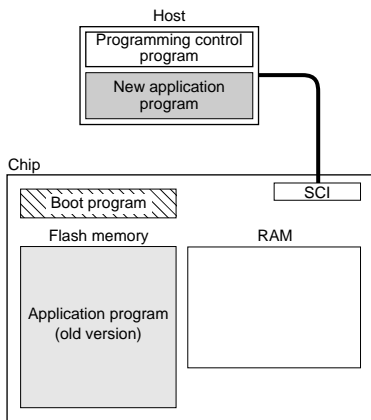 Host
Programming control
program
New application
program
Chip
SCI
Boot program
Flash memory
RAM
Application program
(old version)